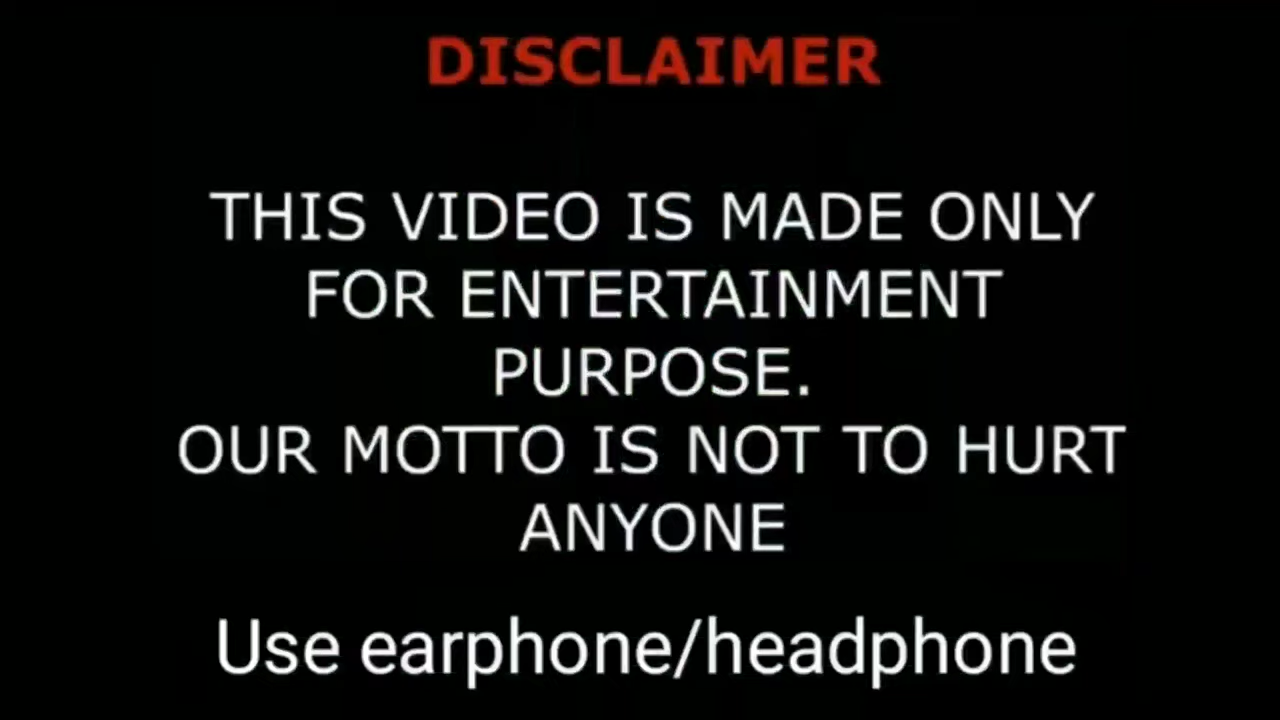 DISCLAIMER
THIS VIDEO IS MADE ONLY
FOR ENTERTAINMENT
PURPOSE.
OUR MOTTO IS NOT TO HURT
ANYONE
Use earphone/headphone